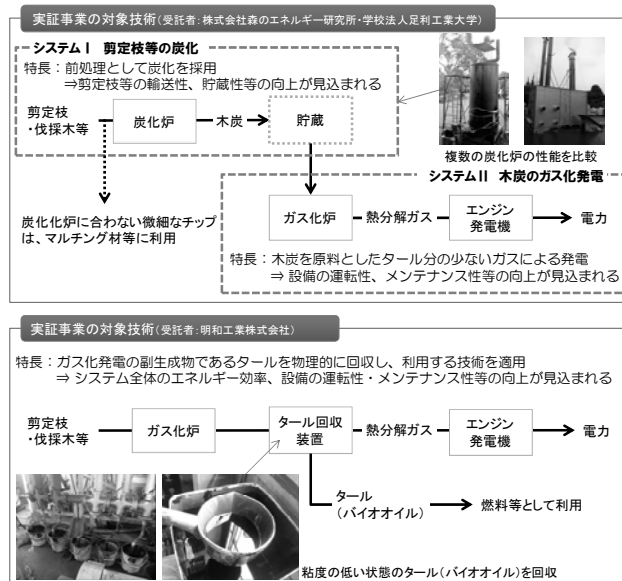 実証事業の対象技術(受託者:株式会社森のエネルギー研究所・学校法人足利工業大学)
システムⅠ 剪定枝等の炭化
特長:前処理として炭化を採用
⇒剪定枝等の輸送性、貯蔵性等の向上が見込まれる
剪定枝
・伐採木等
炭化炉
木炭
貯蔵
複数の炭化炉の性能を比較
システムⅡ 木炭のガス化発電
炭化化炉に合わない微細なチップ
は、マルチング材等に利用
ガス化炉
熱分解ガス
エンジン
発電機
電力
特長:木炭を原料としたタール分の少ないガスによる発電
⇒ 設備の運転性、メンテナンス性等の向上が見込まれる
実証事業の対象技術(受託者:明和工業株式会社)
特長:ガス化発電の副生成物であるタールを物理的に回収し、利用する技術を適用
⇒ システム全体のエネルギー効率、設備の運転性・メンテナンス性等の向上が見込まれる
剪定枝
・伐採木等
ガス化炉
タール回収
装置
熱分解ガス
エンジン
発電機
電力
タール
(バイオオイル)
燃料等として利用
粘度の低い状態のタール(バイオオイル)を回収